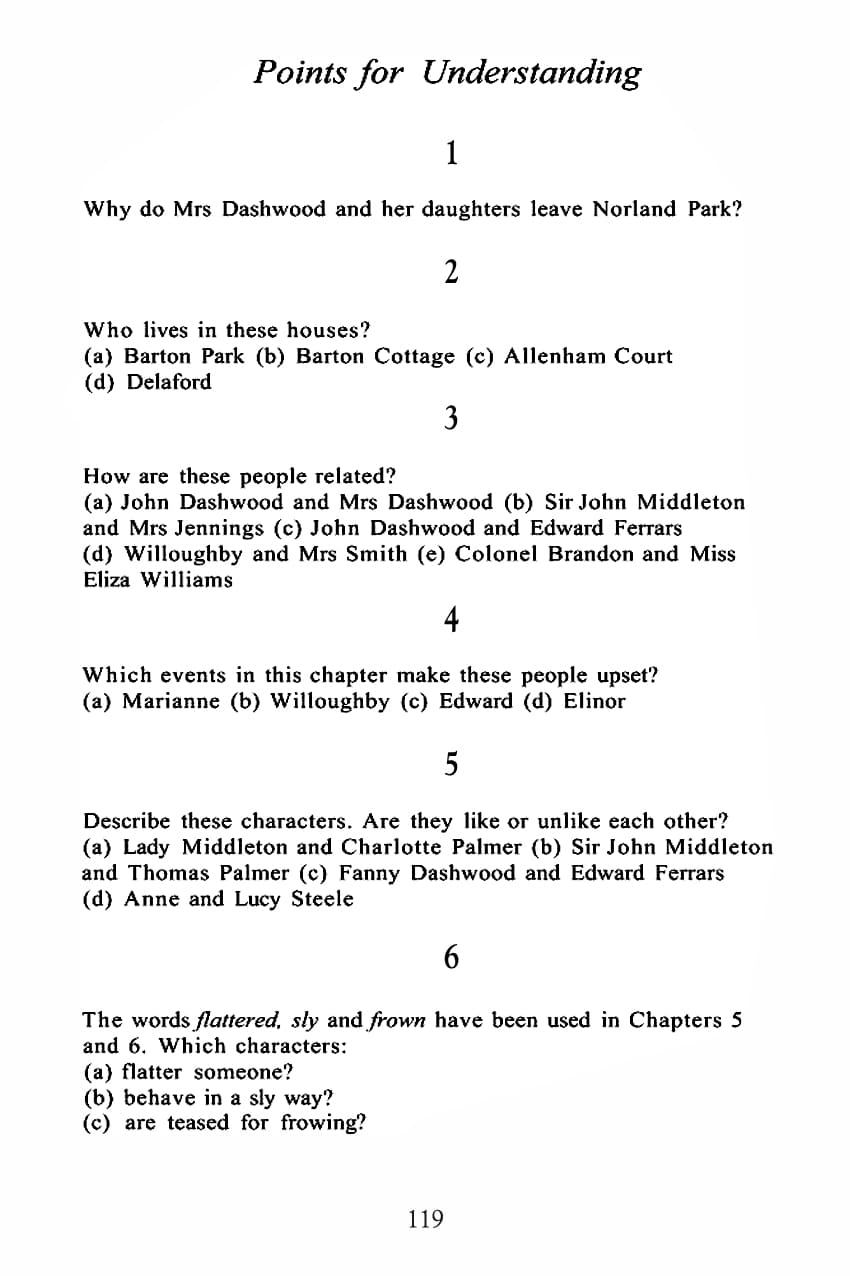 Points for Understanding
1
Why do Mrs Dashwood and her daughters leave Norland Park?
2
Who lives in these houses?
(a) Barton Park (b) Barton Cottage (c) Allenham Court
(d) Delaford
3
How are these people related?
(a) John Dashwood and Mrs Dashwood (b) Sir John Middleton
and Mrs Jennings (c) John Dashwood and Edward Ferrars
(d) Willoughby and Mrs Smith (e) Colonel Brandon and Miss
Eliza Williams
4
Which events in this chapter make these people upset?
(a) Marianne (b) Willoughby (c) Edward (d) Elinor
5
Describe these characters. Are they like or unlike each other?
(a) Lady Middleton and Charlotte Palmer (b) Sir John Middleton
and Thomas Palmer (c) Fanny Dashwood and Edward Ferrars
(d) Anne and Lucy Steele
6
The words flattered, sly and frown have been used in Chapters 5
and 6. Which characters:
(a) flatter someone?
(b) behave in a sly way?
(c) are teased for frowing?
119